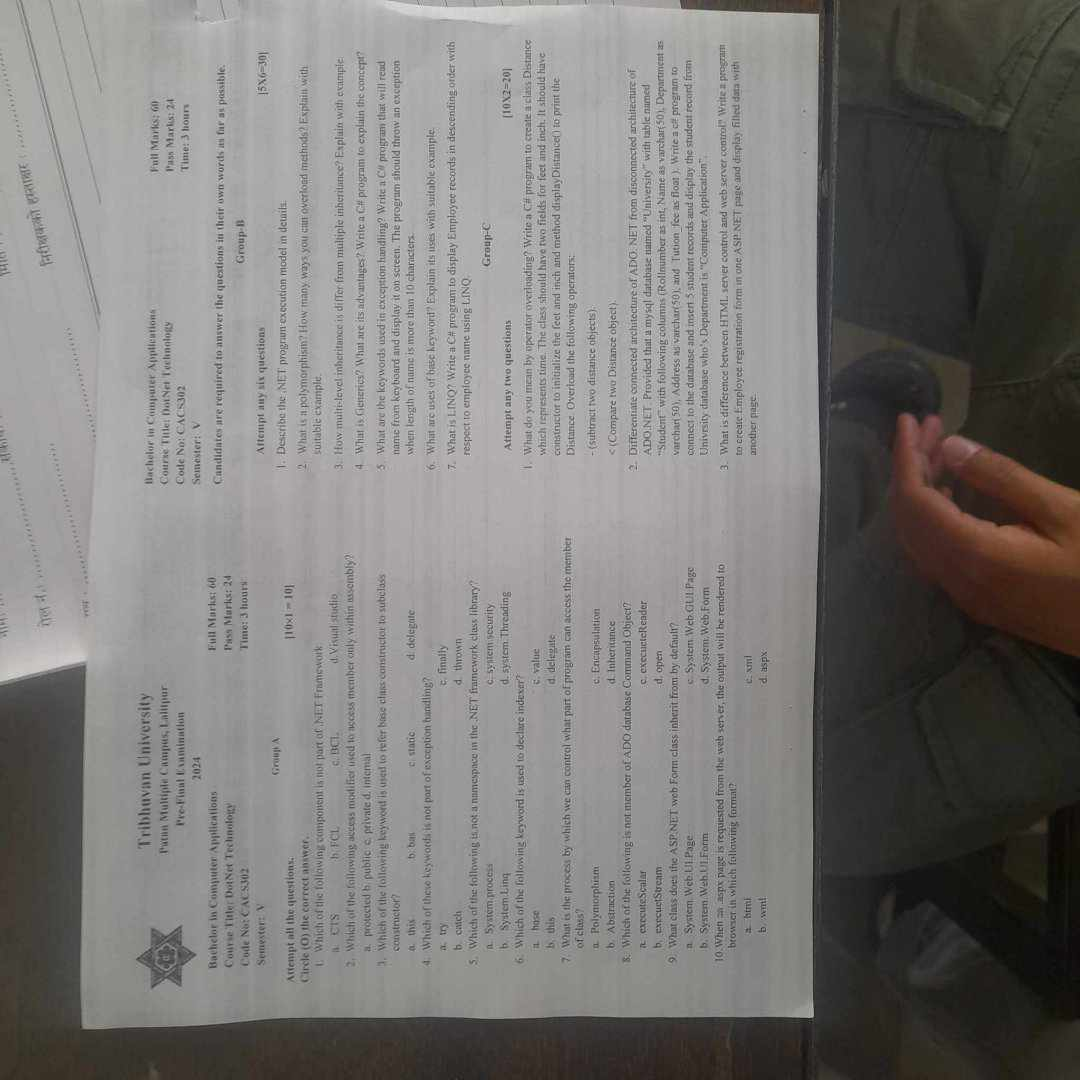 Tribhuvan University
Patan Multiple Campus, Lalitpur
Pre-Final Examination
2024
Bachelor in Computer Applications
Course Title: DotNet Technology
Code No: CACS302
Semester: V
Full Marks: 60
Pass Marks: 24
Time: 3 hours
Group A
Attempt all the questions.
Circle (O) the correct answer.
[10×1 = 10]
1. Which of the following component is not part of .NET Framework
a. CTS b. FCL c. BCL d. Visual studio
2. Which of the following access modifier used to access member only within assembly?
a. protected b. public c. private d. internal
3. Which of the following keyword is used to refer base class constructor to subclass
constructor?
a. this b. bas c. static d. delegate
4. Which of these keywords is not part of exception handling?
a. try c. finally
b. catch d. thrown
5. Which of the following is not a namespace in the .NET framework class library?
a. System.process c. system.security
b. System.Linq d. system.Threading
6. Which of the following keyword is used to declare indexer?
a. base c. value
b. this d. delegate
7. What is the process by which we can control what part of program can access the member
of class?
a. Polymorphism c. Encapsulation
b. Abstraction d. Inheritance
8. Which of the following is not member of ADO database Command Object?
a. executeScalar c. execueteReader
b. execuetStream d. open
9. What class does the ASP.NET web Form class inherit from by default?
a. System.Web.UI.Page c. System.Web.GUI.Page
b. System.Web.UI.Form d. System.Web.Form
10. When an .aspx page is requested from the web server, the output will be rendered to
browser in which following format?
a. html c. xml
b. wml d. aspx
Bachelor in Computer Applications
Course Title: DotNet Technology
Code No: CACS302
Semester: V
Full Marks: 60
Pass Marks: 24
Time: 3 hours
Candidates are required to answer the questions in their own words as far as possible.
Group-B
Attempt any six questions
[5X6=30]
1. Describe the .NET program execution model in details.
2. What is a polymorphism? How many ways you can overload methods? Explain with
suitable example.
3. How multi-level inheritance is differ from multiple inheritance? Explain with example.
4. What is Generics? What are its advantages? Write a C# program to explain the concept?
5. What are the keywords used in exception handling? Write a C# program that will read
name from keyboard and display it on screen. The program should throw an exception
when length of name is more than 10 characters.
6. What are uses of base keyword? Explain its uses with suitable example.
7. What is LINQ? Write a C# program to display Employee records in descending order with
respect to employee name using LINQ.
Group-C
Attempt any two questions
[10X2=20]
1. What do you mean by operator overloading? Write a C# program to create a class Distance
which represents time. The class should have two fields for feet and inch. It should have
constructor to initialize the feet and inch and method displayDistance() to print the
Distance. Overload the following operators:
- (subtract two distance objects).
< (Compare two Distance object).
2. Differentiate connected architecture of ADO. NET from disconnected architecture of
ADO.NET. Provided that a mysql database named "University" with table named
"Student" with following columns (Rollnumber as int, Name as varchar(50), Department as
varchar(50), Address as varchar(50), and Tution_fee as float ). Write a c# program to
connect to the database and insert 5 student records and display the student record from
Univesity database who's Department is "Computer Application".
3. What is difference between HTML server control and web server control? Write a program
to create Employee registration form in one ASP.NET page and display filled data with
another page.